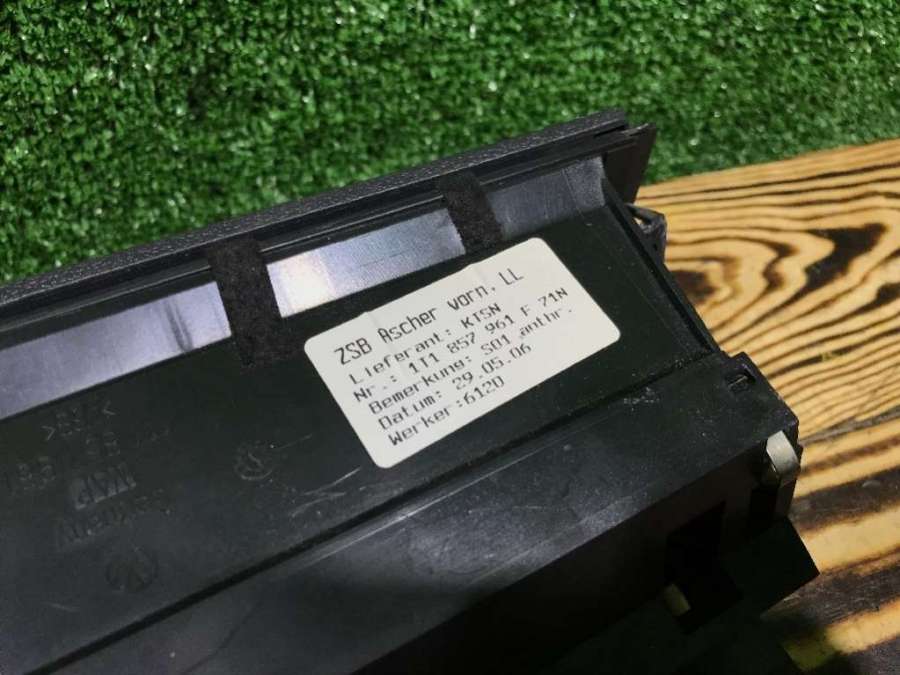 ZSB Ascher vorn, LL
Lieferant: KTSN
Nr.: 1T1 857 961 F 71N
Bemerkung: S01 anthr.
Datum: 29.05.06
Werker:6120
Germany